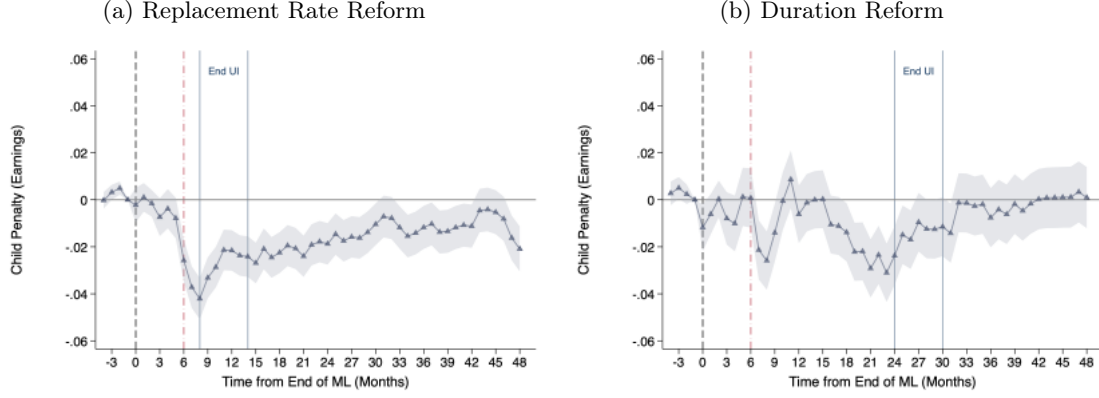 (a) Replacement Rate Reform
(b) Duration Reform
Child Penalty (Earnings)
.06
.04
.02
0
-.02
-.04
-.06
End UI
-3 0 3 6 9 12 15 18 21 24 27 30 33 36 39 42 45 48
Time from End of ML (Months)
Child Penalty (Earnings)
.06
.04
.02
0
-.02
-.04
-.06
End UI
-3 0 3 6 9 12 15 18 21 24 27 30 33 36 39 42 45 48
Time from End of ML (Months)